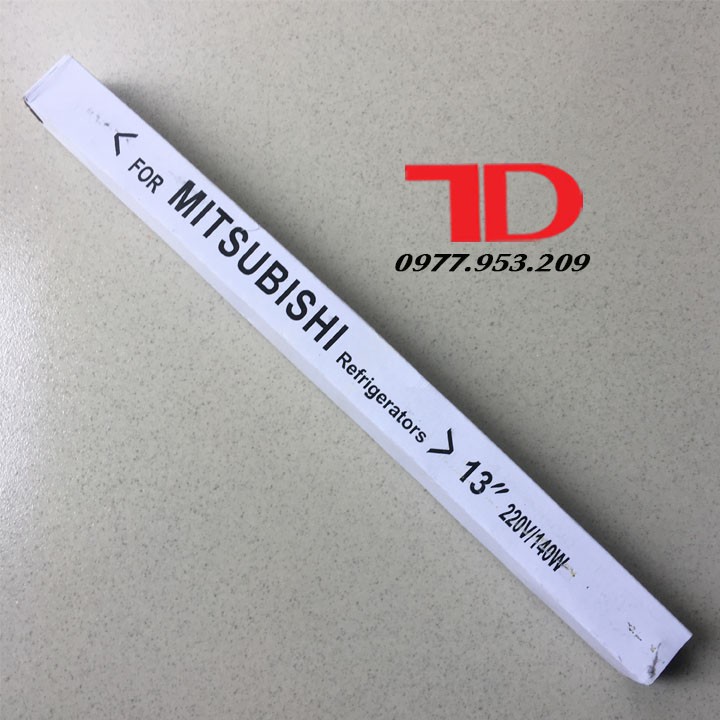 < FOR MITSUBISHI Refrigerators > 13" 220V/140W
TD
0977.953.209